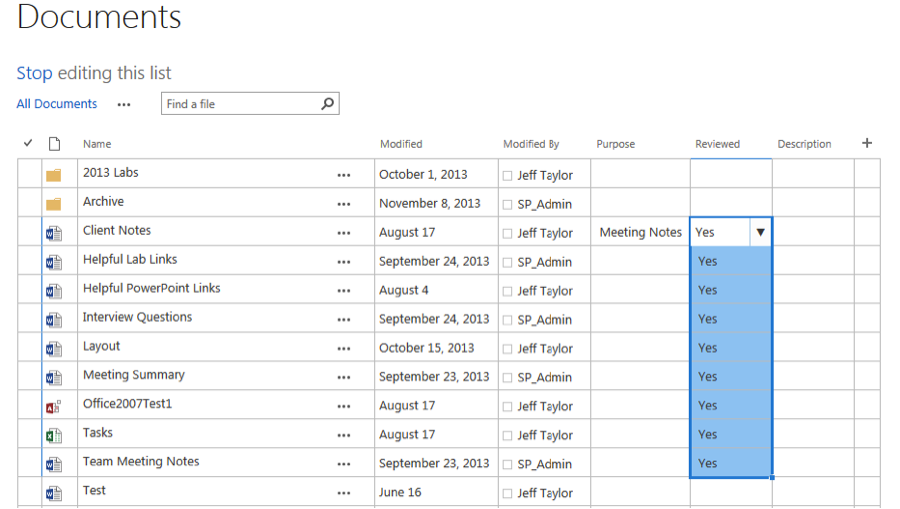 Documents
Stop editing this list
All Documents ••• Find a file
Name Modified Modified By Purpose Reviewed Description +
2013 Labs ••• October 1, 2013 Jeff Taylor
Archive ••• November 8, 2013 SP_Admin
Client Notes ••• August 17 Jeff Taylor Meeting Notes Yes
Helpful Lab Links ••• September 24, 2013 SP_Admin Yes
Helpful PowerPoint Links ••• August 4 Jeff Taylor Yes
Interview Questions ••• September 24, 2013 SP_Admin Yes
Layout ••• October 15, 2013 Jeff Taylor Yes
Meeting Summary ••• September 23, 2013 SP_Admin Yes
Office2007Test1 ••• August 17 Jeff Taylor Yes
Tasks ••• August 17 Jeff Taylor Yes
Team Meeting Notes ••• September 23, 2013 SP_Admin Yes
Test ••• June 16 Jeff Taylor